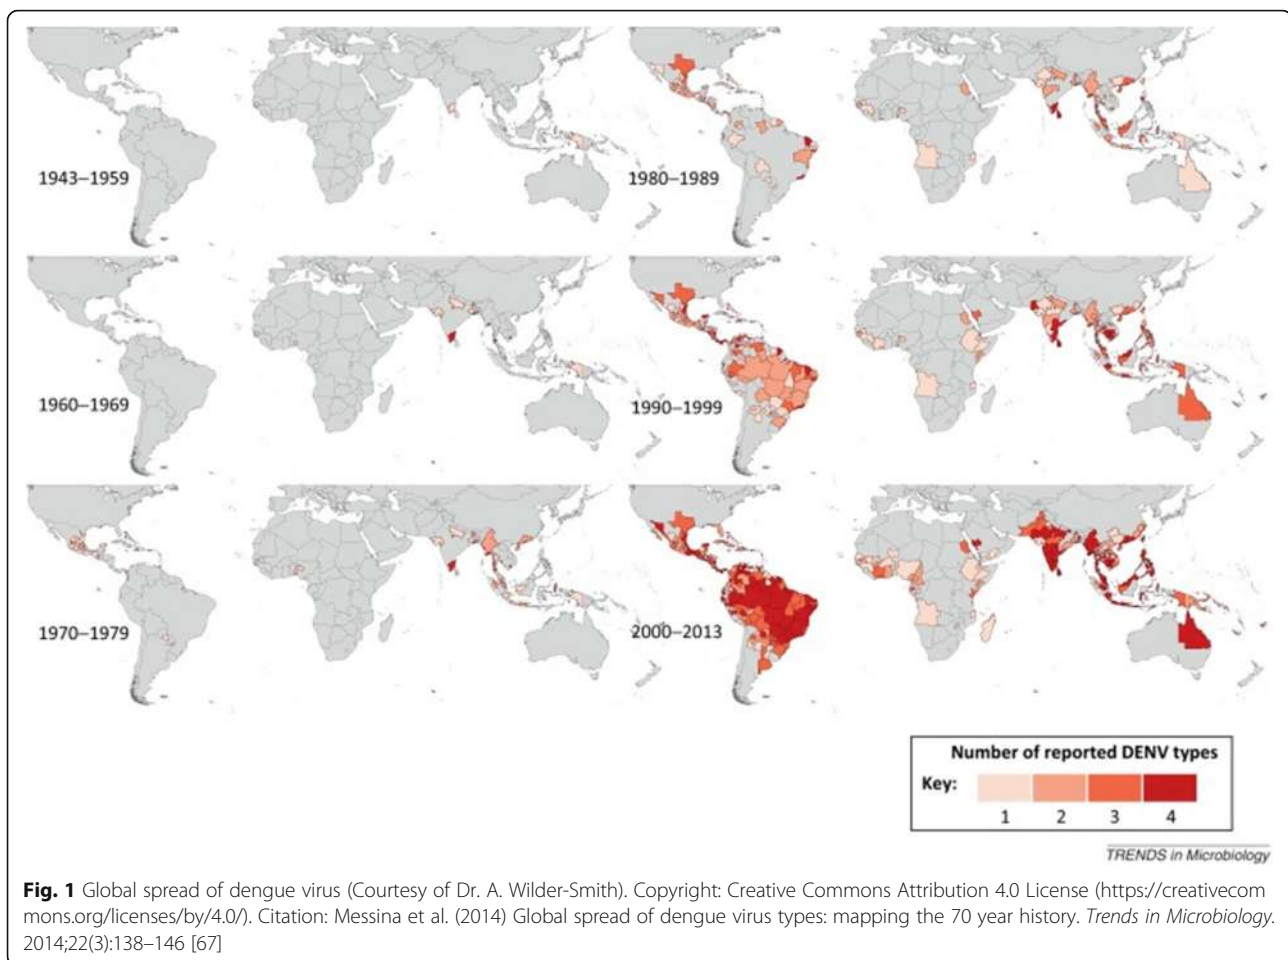 1943–1959
1980–1989
1960–1969
1990–1999
1970–1979
2000–2013
Number of reported DENV types
Key:
1 2 3 4
TRENDS in Microbiology
Fig. 1 Global spread of dengue virus (Courtesy of Dr. A. Wilder-Smith). Copyright: Creative Commons Attribution 4.0 License (https://creativecom
mons.org/licenses/by/4.0/). Citation: Messina et al. (2014) Global spread of dengue virus types: mapping the 70 year history. Trends in Microbiology.
2014;22(3):138–146 [67]